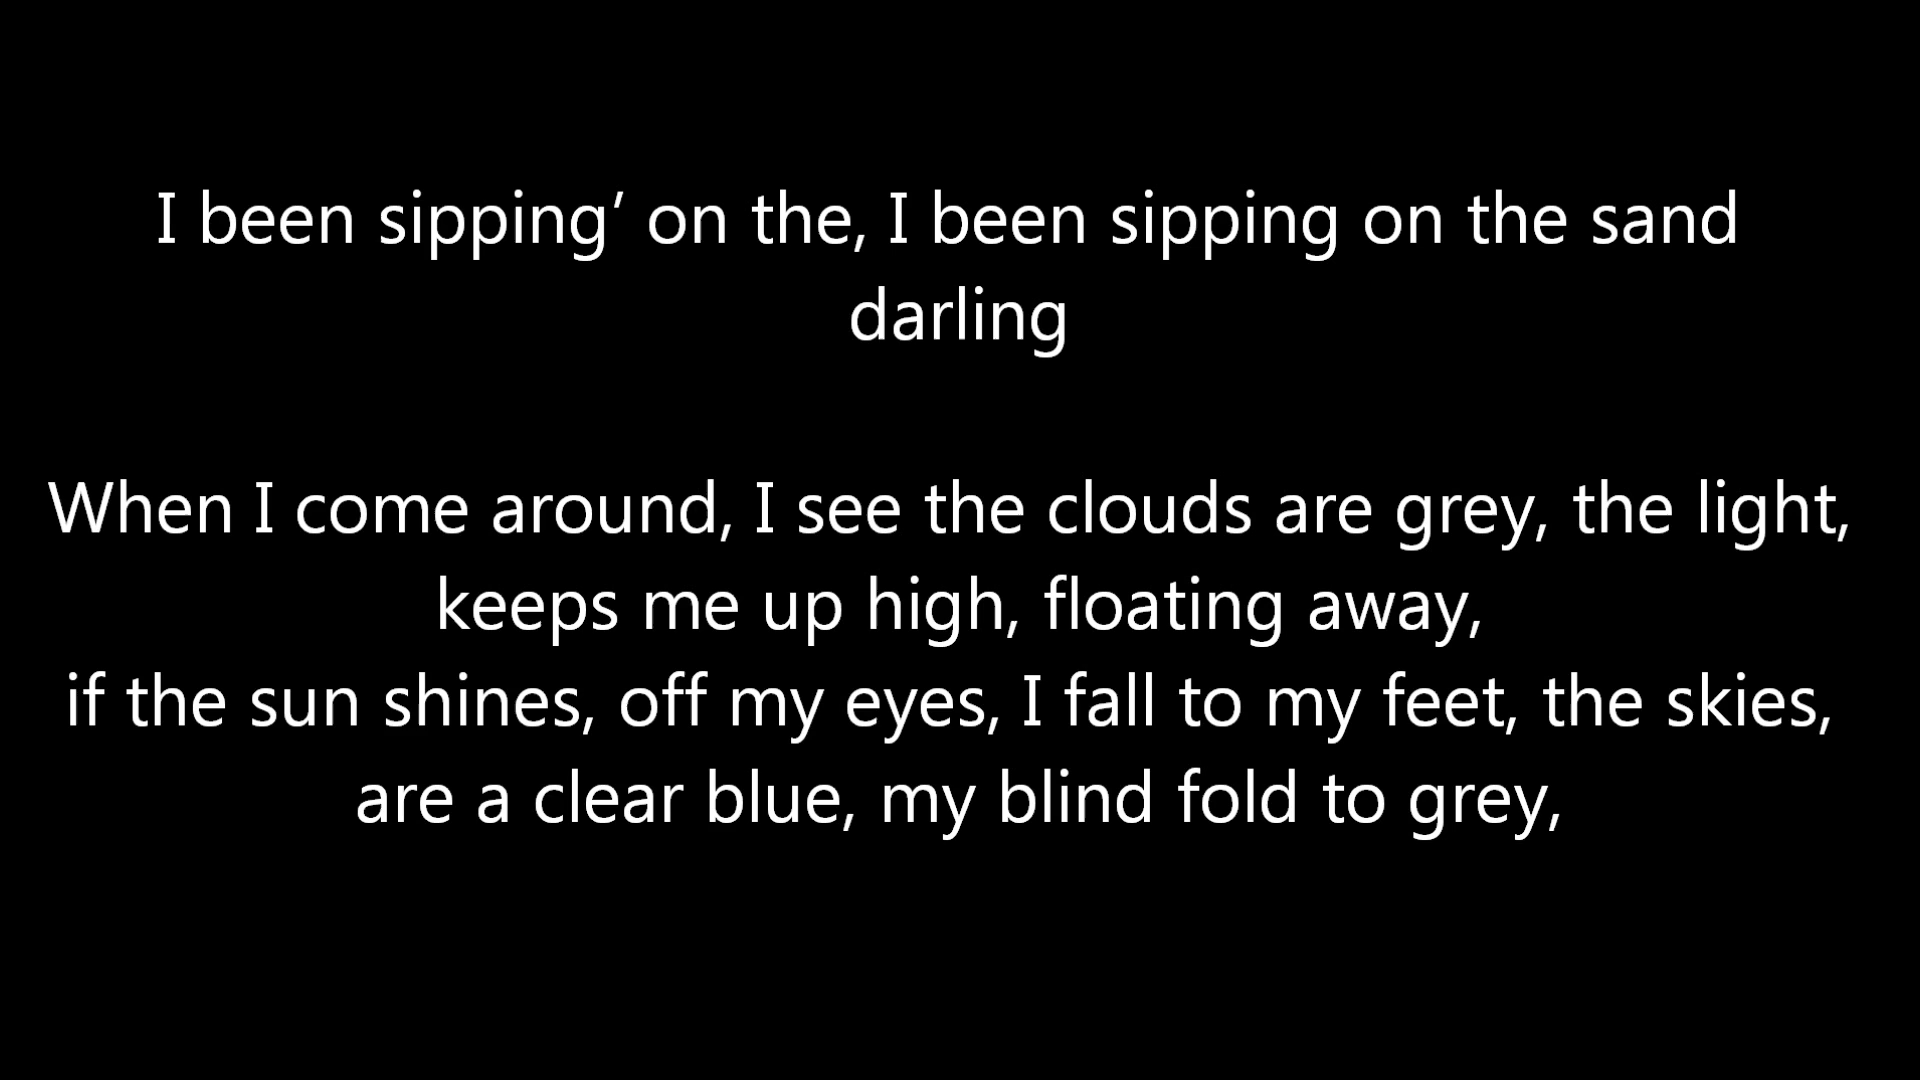 I been sipping’ on the, I been sipping on the sand
darling
When I come around, I see the clouds are grey, the light,
keeps me up high, floating away,
if the sun shines, off my eyes, I fall to my feet, the skies,
are a clear blue, my blind fold to grey,